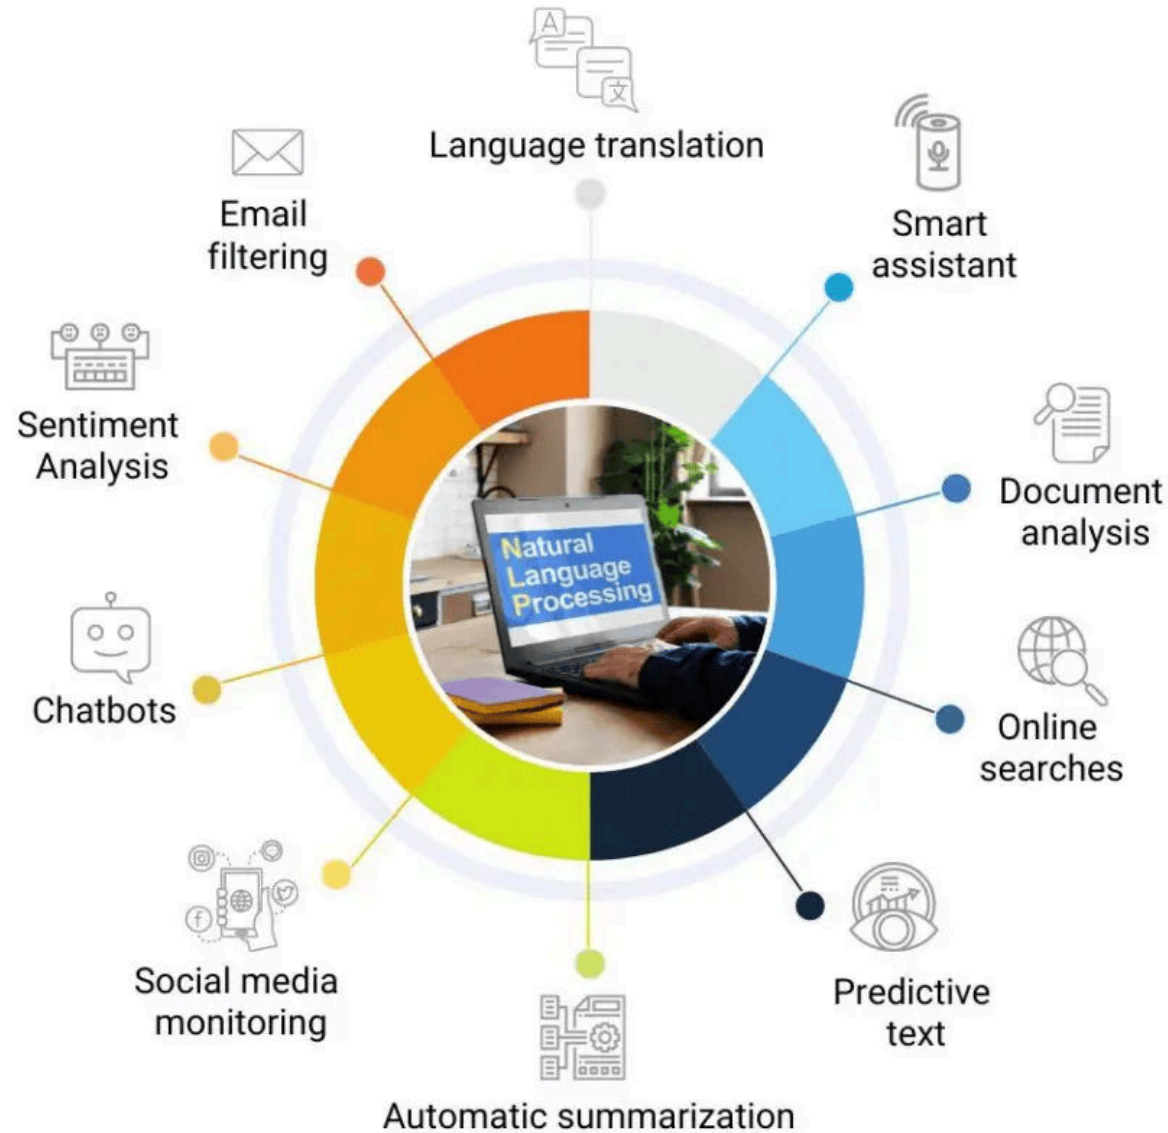 A
文
Language translation
Smart
assistant
Document
analysis
Online
searches
Predictive
text
Automatic summarization
Social media
monitoring
f
Chatbots
Sentiment
Analysis
Email
filtering
Natural
Language
Processing